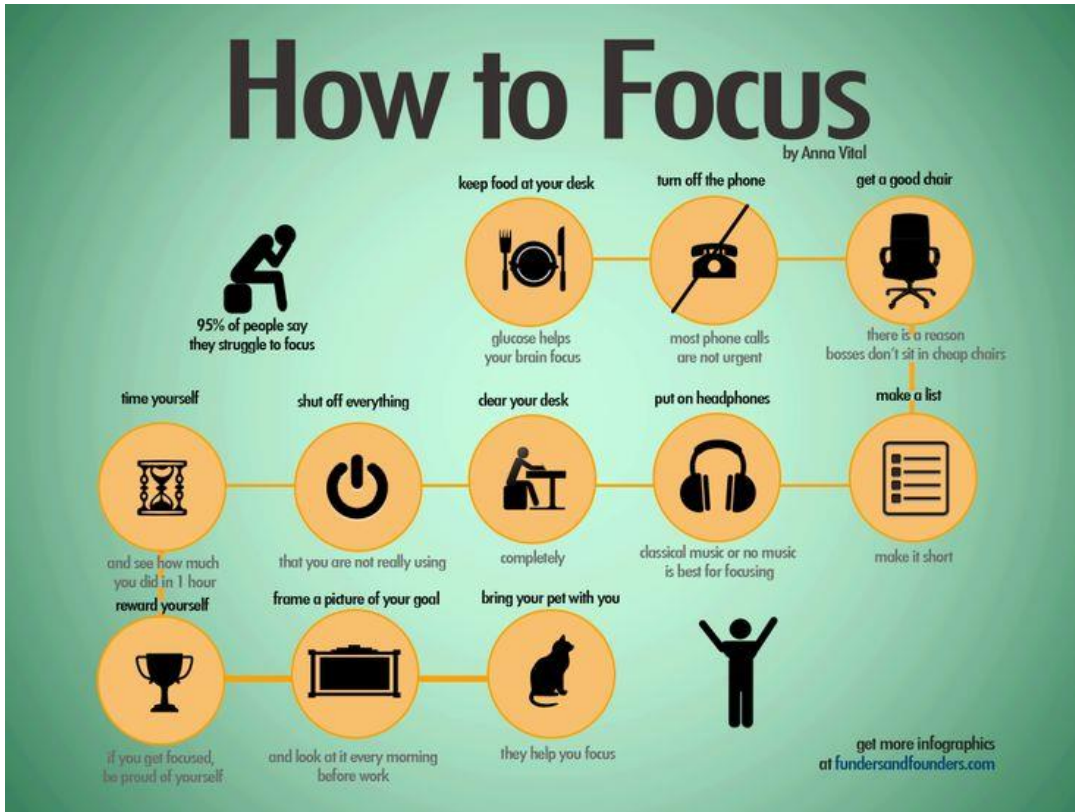 How to Focus
by Anna Vital
95% of people say
they struggle to focus
keep food at your desk
glucose helps
your brain focus
turn off the phone
most phone calls
are not urgent
get a good chair
there is a reason
bosses don't sit in cheap chairs
make a list
make it short
put on headphones
classical music or no music
is best for focusing
clear your desk
completely
shut off everything
that you are not really using
time yourself
and see how much
you did in 1 hour
reward yourself
if you get focused,
be proud of yourself
frame a picture of your goal
and look at it every morning
before work
bring your pet with you
they help you focus
get more infographics
at fundersandfounders.com